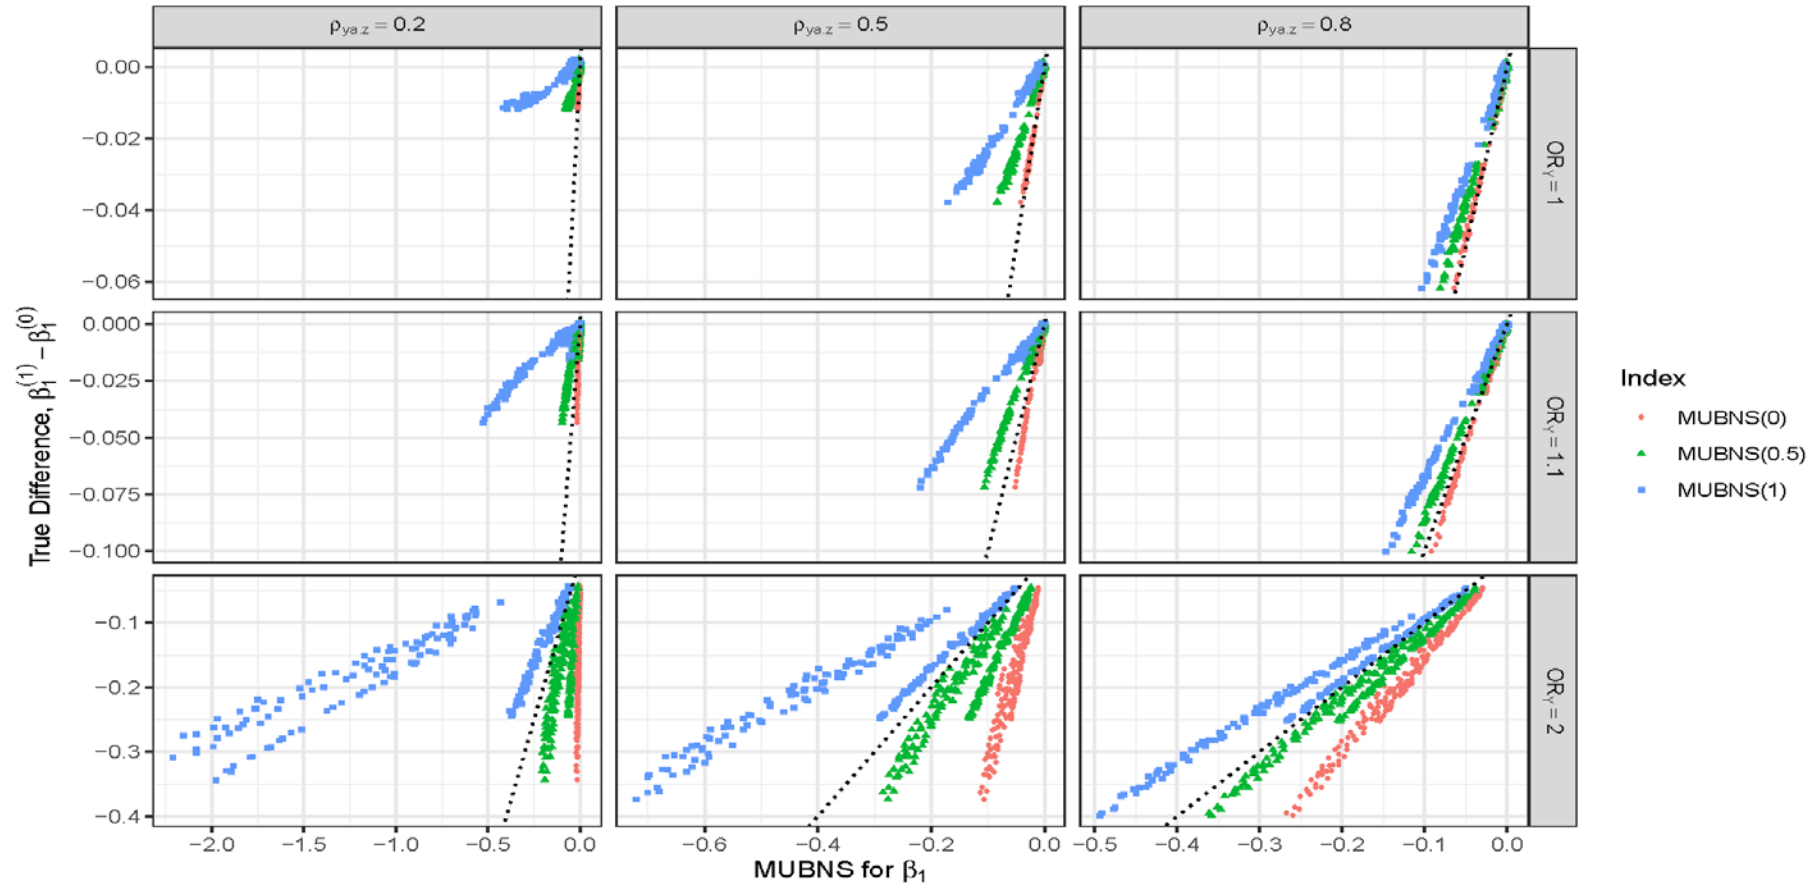 ρya.z = 0.2
ρya.z = 0.5
ρya.z = 0.8
0.00
−0.02
−0.04
−0.06
ORY = 1
0.000
−0.025
−0.050
−0.075
−0.100
ORY = 1.1
−0.1
−0.2
−0.3
−0.4
ORY = 2
−2.0 −1.5 −1.0 −0.5 0.0
−0.6 −0.4 −0.2 0.0
−0.5 −0.4 −0.3 −0.2 −0.1 0.0
MUBNS for β1
True Difference, β1(1) − β1(0)
Index
MUBNS(0)
MUBNS(0.5)
MUBNS(1)